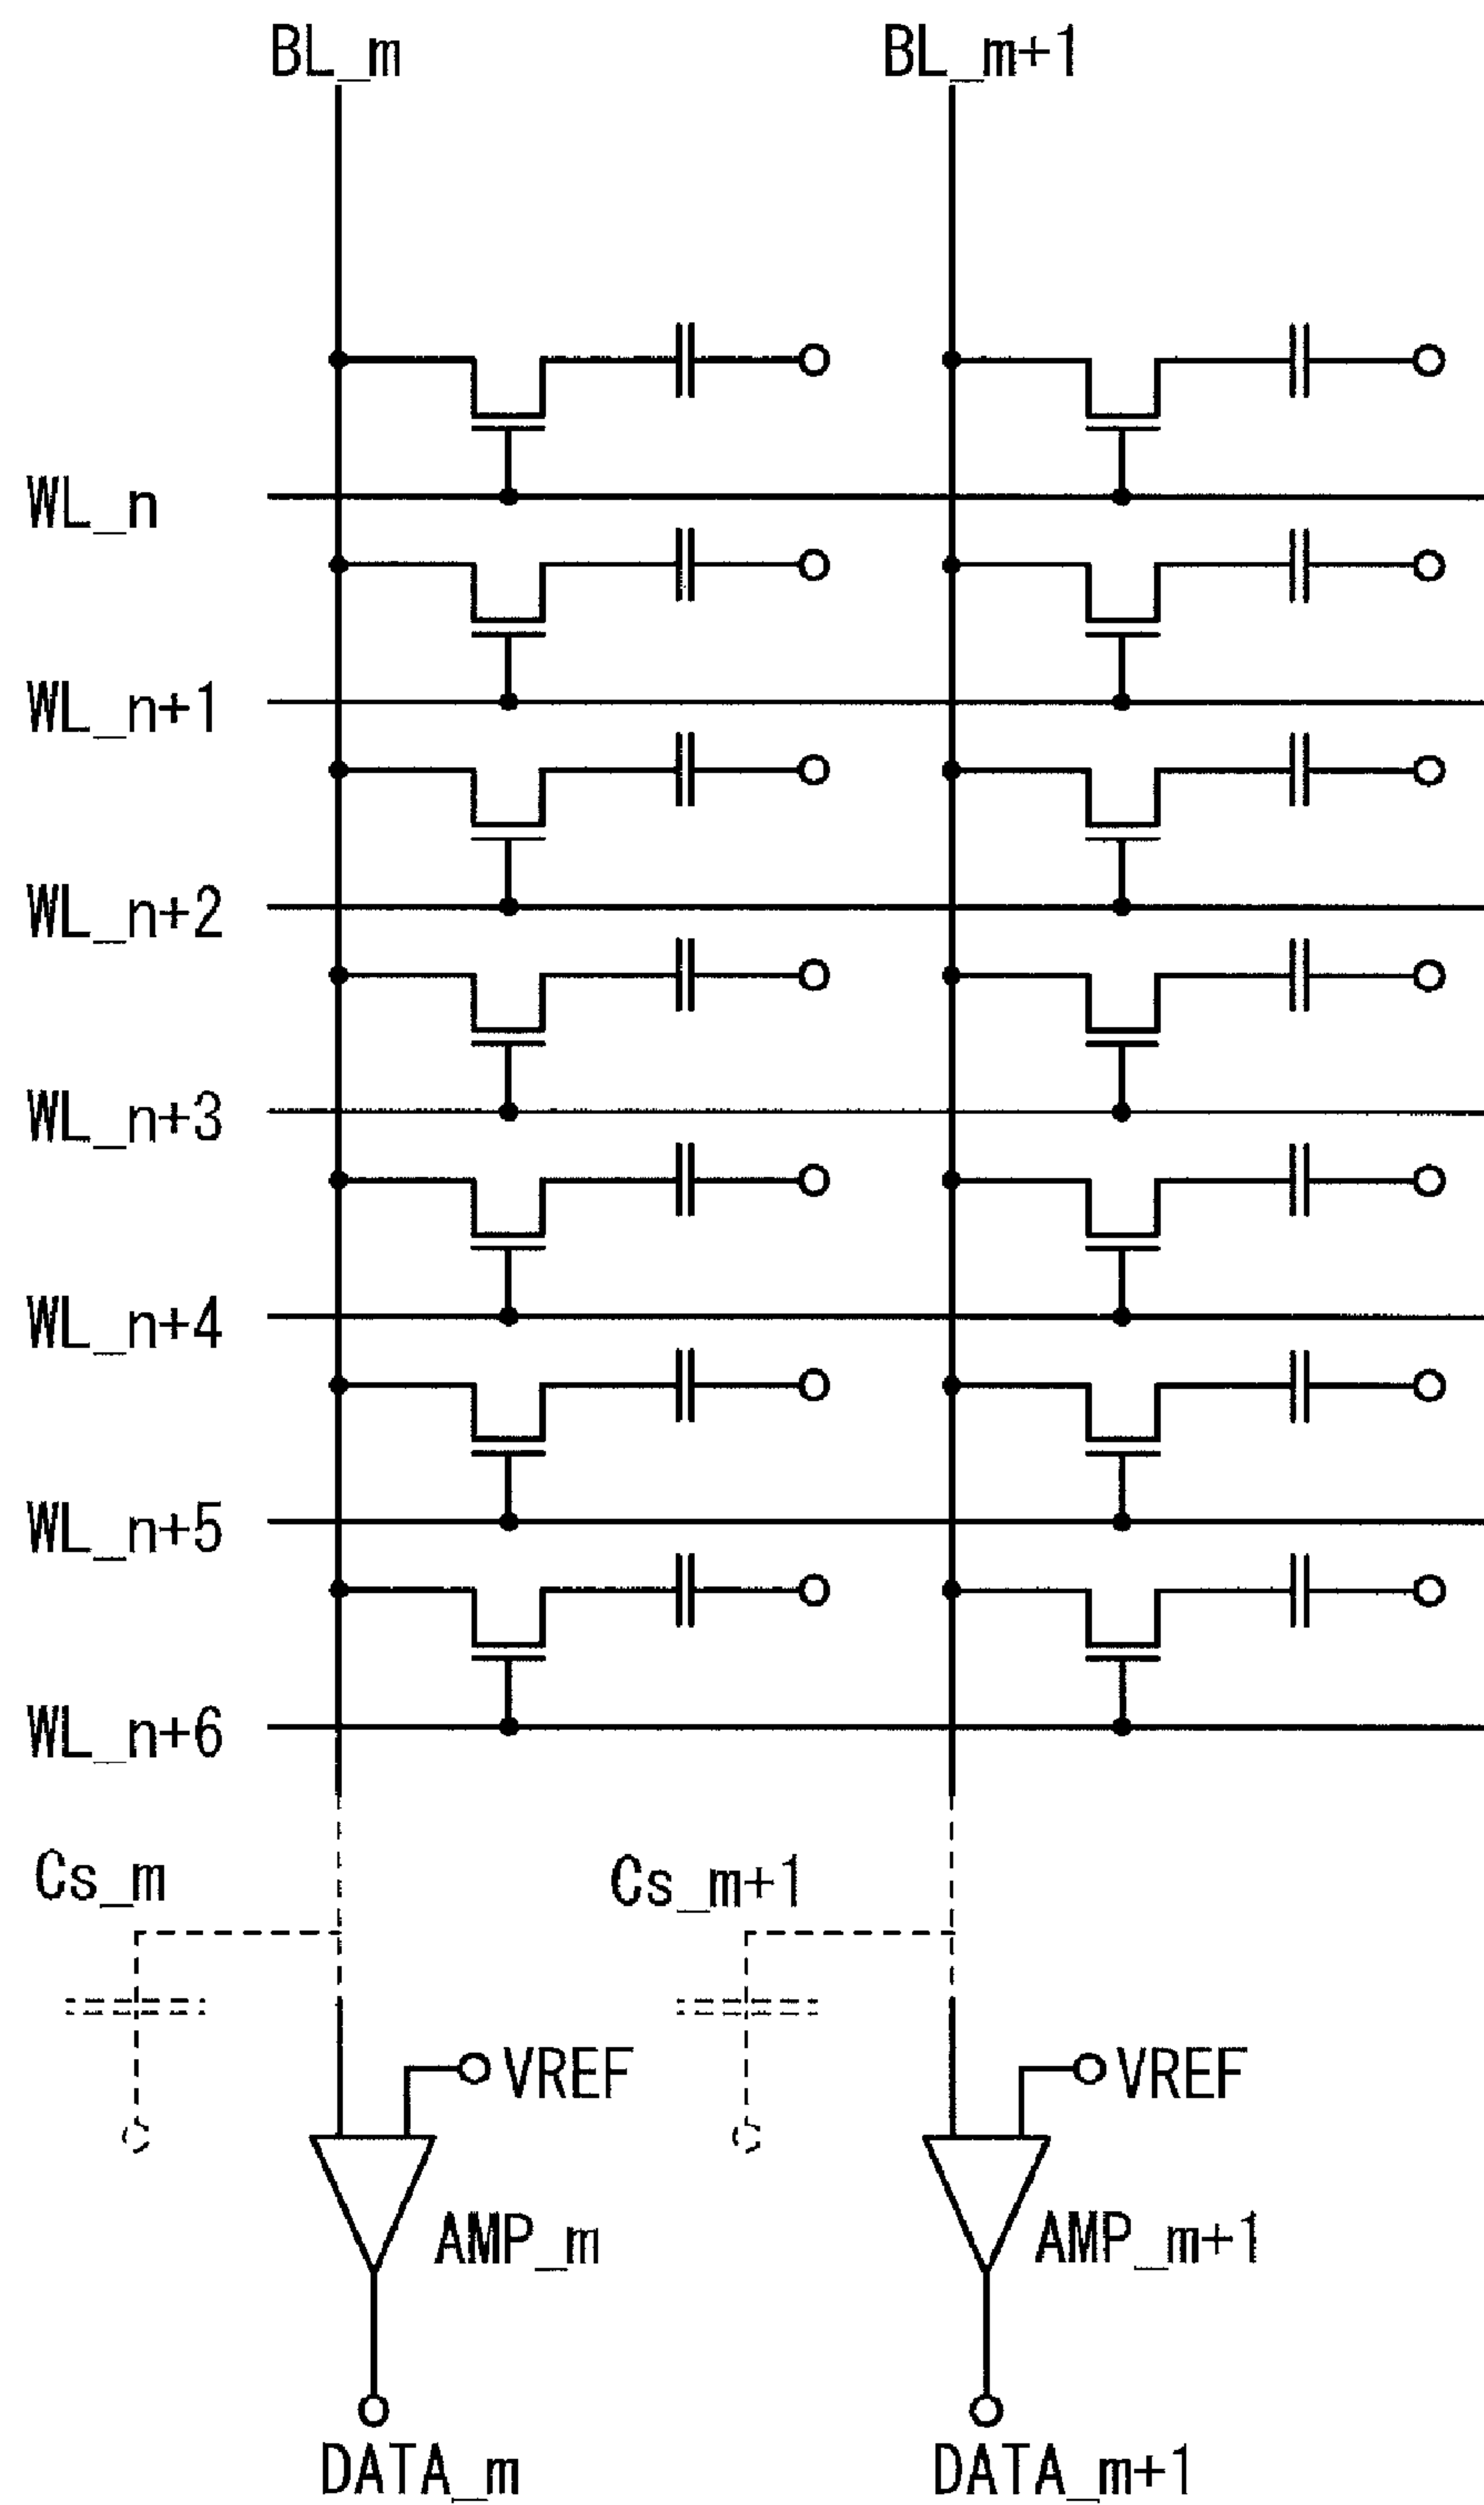 BL_m
BL_m+1
WL_n
WL_n+1
WL_n+2
WL_n+3
WL_n+4
WL_n+5
WL_n+6
Cs_m
Cs_m+1
VREF
VREF
AMP_m
AMP_m+1
DATA_m
DATA_m+1